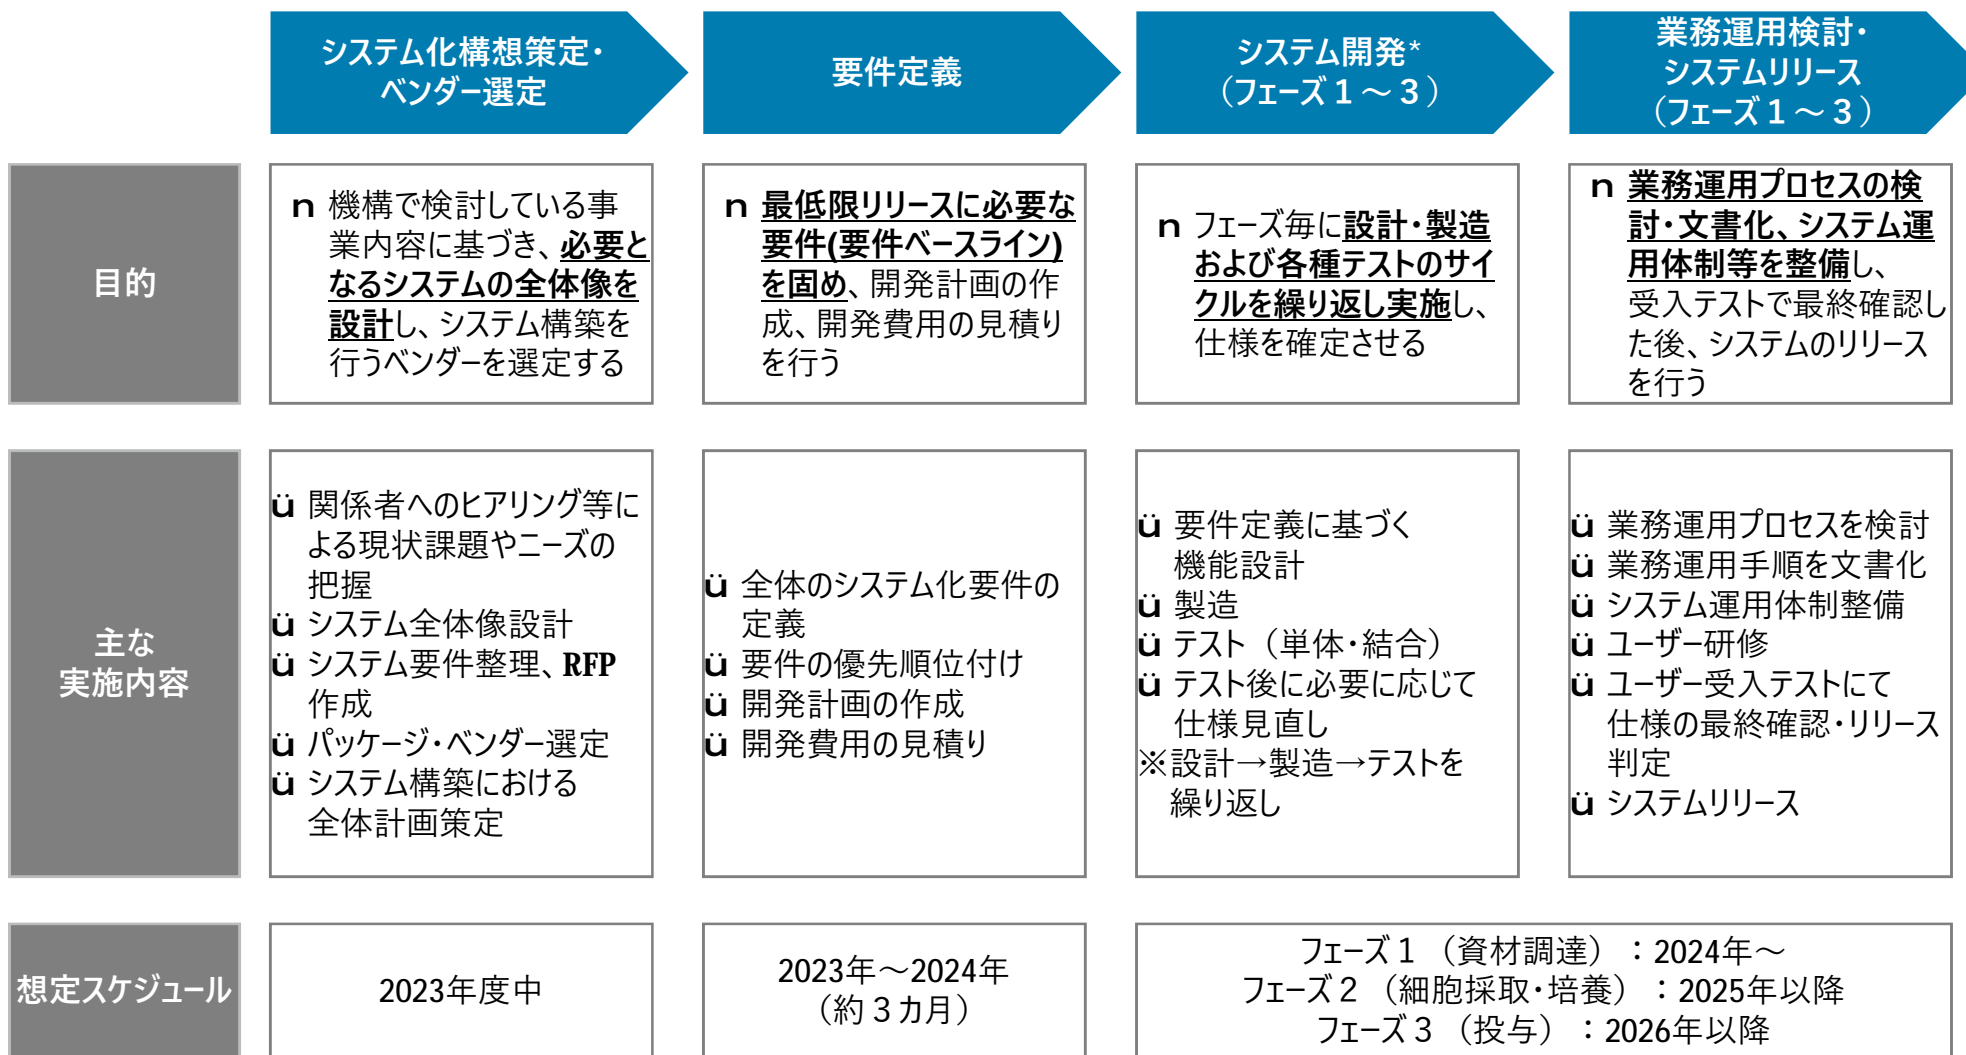 システム化構想策定・
ベンダー選定
要件定義
システム開発*
（フェーズ１～３）
業務運用検討・
システムリリース
（フェーズ１～３）
目的
n 機構で検討している事
業内容に基づき、必要と
なるシステムの全体像を
設計し、システム構築を
行うベンダーを選定する
n 最低限リリースに必要な
要件(要件ベースライン)
を固め、開発計画の作
成、開発費用の見積り
を行う
n フェーズ毎に設計・製造
および各種テストのサイ
クルを繰り返し実施し、
仕様を確定させる
n 業務運用プロセスの検
討・文書化、システム運
用体制等を整備し、
受入テストで最終確認し
た後、システムのリリース
を行う
主な
実施内容
ü 関係者へのヒアリング等に
よる現状課題やニーズの
把握
ü システム全体像設計
ü システム要件整理、RFP
作成
ü パッケージ・ベンダー選定
ü システム構築における
全体計画策定
ü 全体のシステム化要件の
定義
ü 要件の優先順位付け
ü 開発計画の作成
ü 開発費用の見積り
ü 要件定義に基づく
機能設計
ü 製造
ü テスト（単体・結合）
ü テスト後に必要に応じて
仕様見直し
※設計→製造→テストを
繰り返し
ü 業務運用プロセスを検討
ü 業務運用手順を文書化
ü システム運用体制整備
ü ユーザー研修
ü ユーザー受入テストにて
仕様の最終確認・リリース
判定
ü システムリリース
想定スケジュール
2023年度中
2023年～2024年
（約３カ月）
フェーズ１（資材調達）：2024年～
フェーズ２（細胞採取・培養）：2025年以降
フェーズ３（投与）：2026年以降